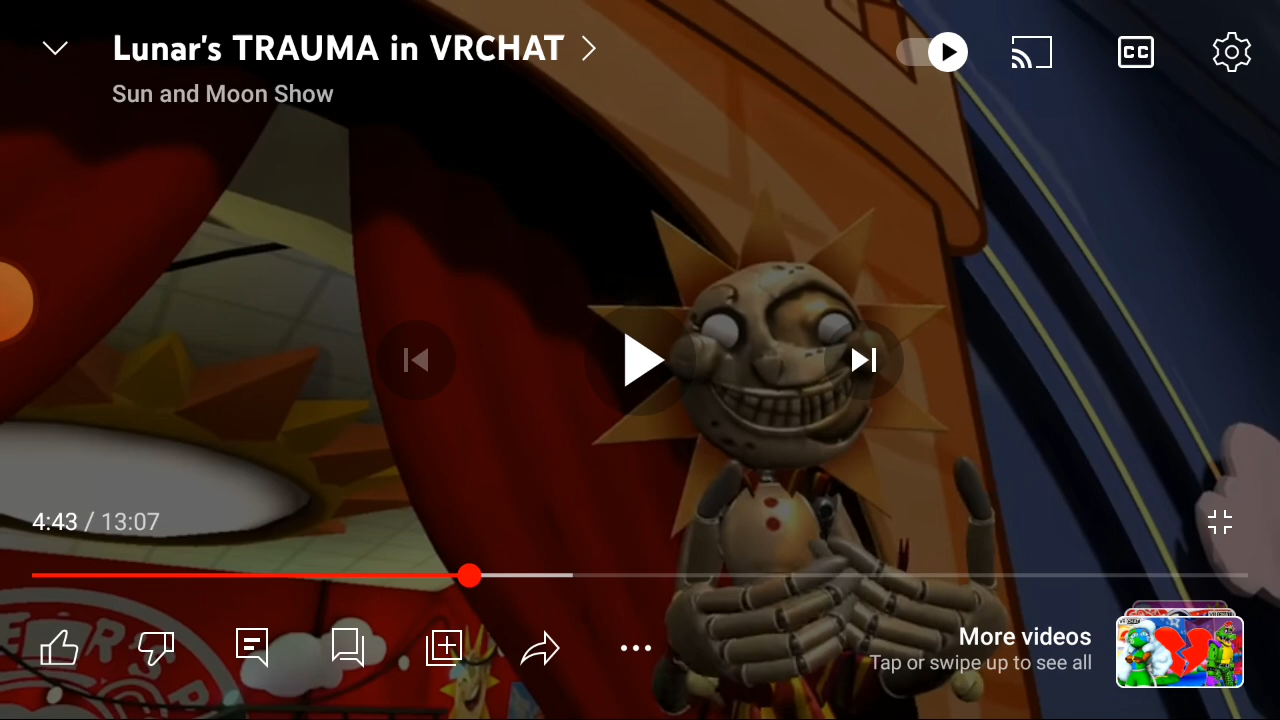 Lunar's TRAUMA in VRCHAT
Sun and Moon Show
CC
4:43 / 13:07
More videos
Tap or swipe up to see all